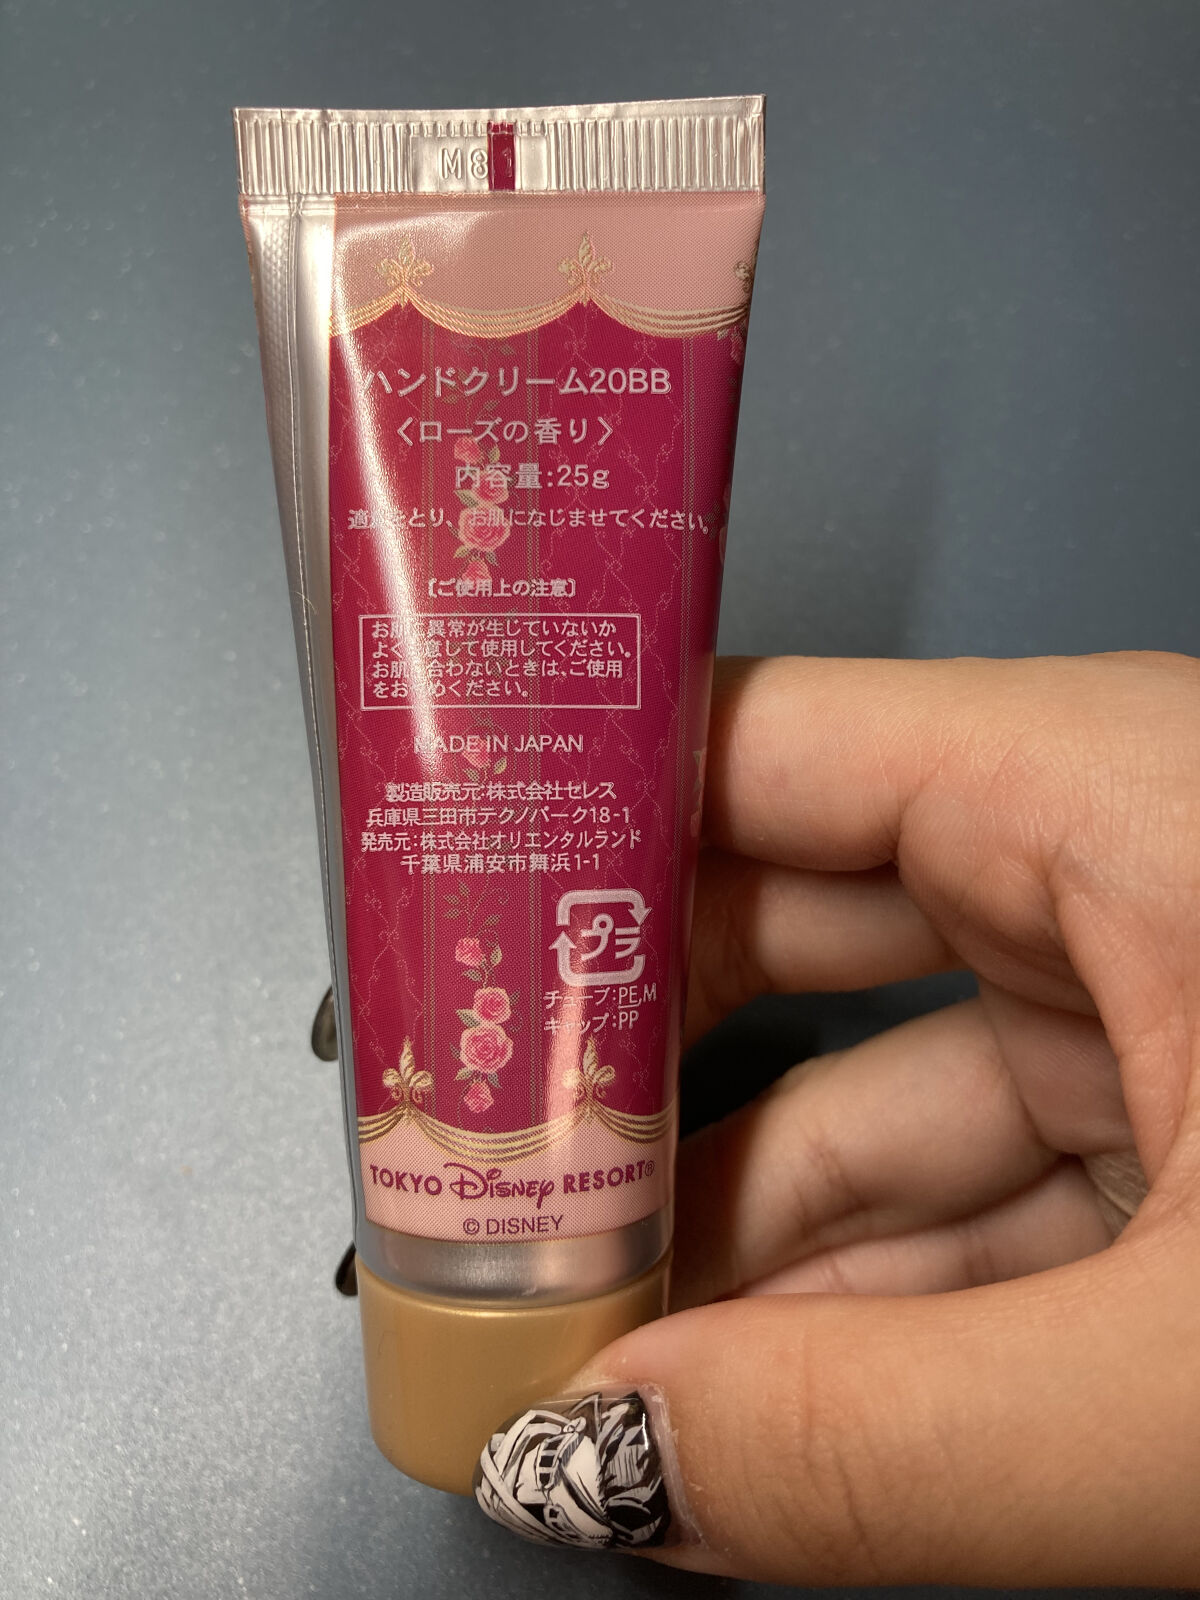 M81
ハンドクリーム20BB
〈ローズの香り〉
内容量:25g
適量をとり、お肌になじませてください。
〔ご使用上の注意〕
お肌に異常が生じていないか
よく注意して使用してください。
お肌に合わないときは、ご使用
をおやめください。
MADE IN JAPAN
製造販売元:株式会社セレス
兵庫県三田市テクノパーク18-1
発売元:株式会社オリエンタルランド
千葉県浦安市舞浜1-1
プラ
チューブ:PE,M
キャップ:PP
TOKYO Disney RESORT®
© DISNEY